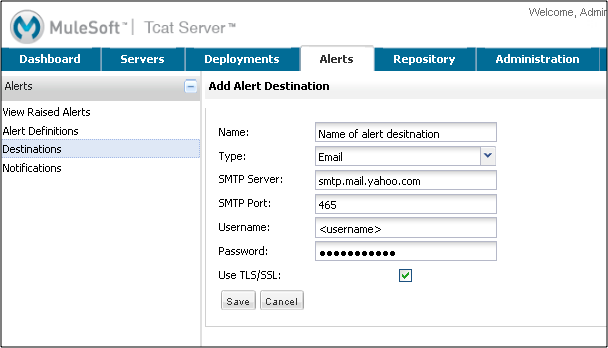 Welcome, Admin
MuleSoft™ | Tcat Server™
Dashboard Servers Deployments Alerts Repository Administration
Alerts
View Raised Alerts
Alert Definitions
Destinations
Notifications
Add Alert Destination
Name: Name of alert desitnation
Type: Email
SMTP Server: smtp.mail.yahoo.com
SMTP Port: 465
Username: <username>
Password: ●●●●●●●●●●●
Use TLS/SSL:
Save Cancel